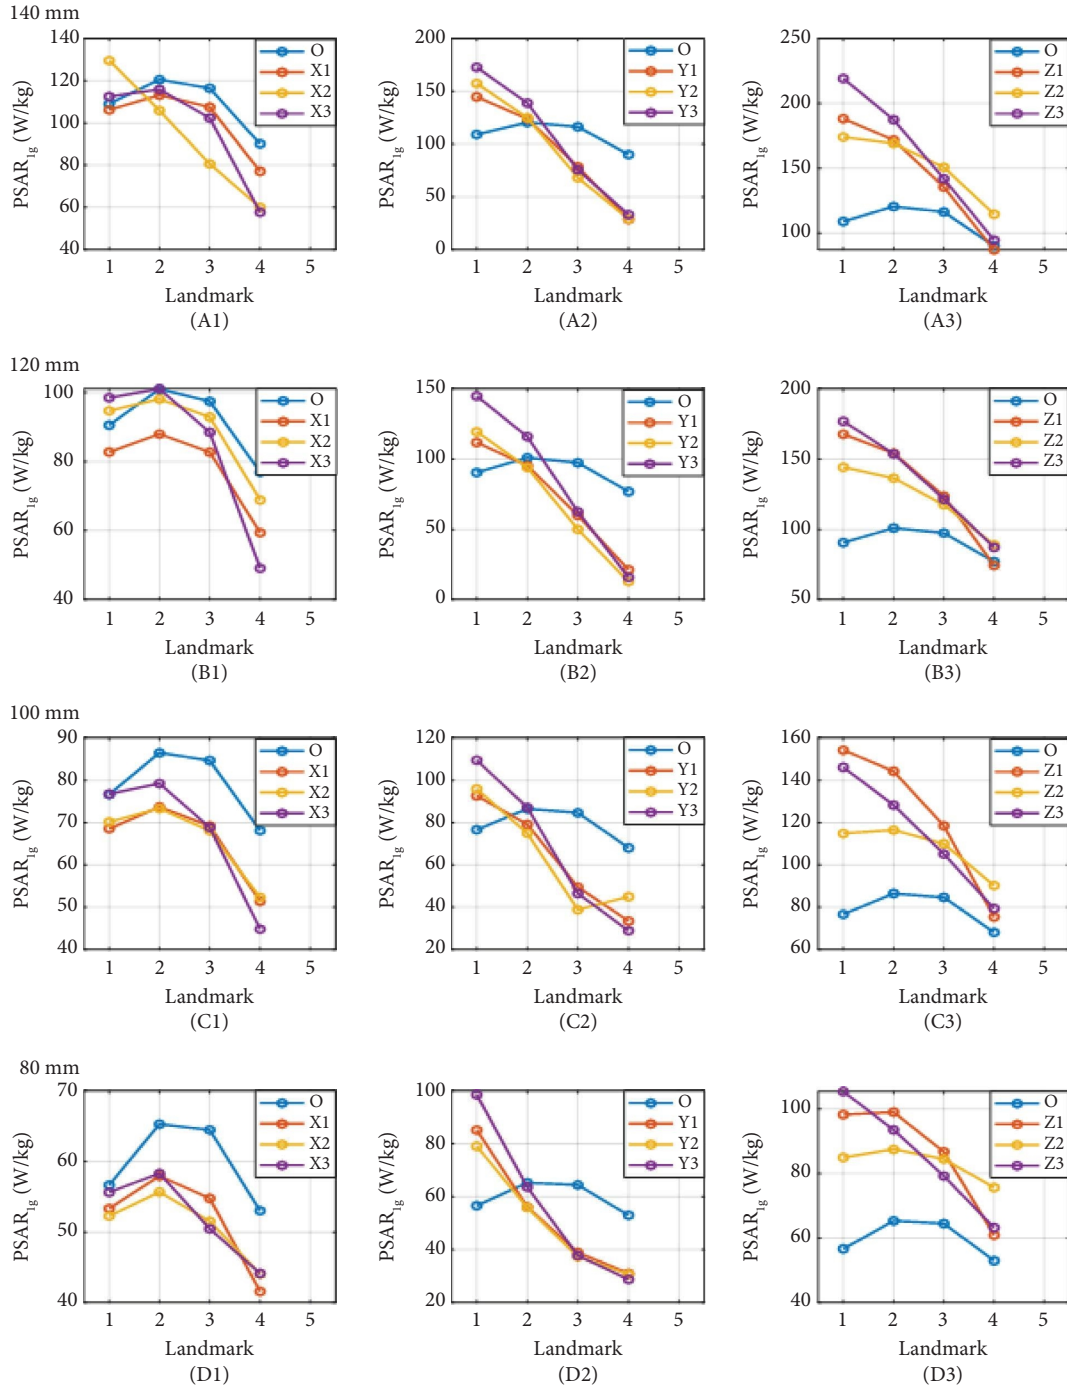 140 mm
PSAR1g (W/kg)
140
120
100
80
60
40
1 2 3 4 5
Landmark
(A1)
O
X1
X2
X3
PSAR1g (W/kg)
200
150
100
50
0
1 2 3 4 5
Landmark
(A2)
O
Y1
Y2
Y3
PSAR1g (W/kg)
250
200
150
100
1 2 3 4 5
Landmark
(A3)
O
Z1
Z2
Z3
120 mm
PSAR1g (W/kg)
100
80
60
40
1 2 3 4 5
Landmark
(B1)
O
X1
X2
X3
PSAR1g (W/kg)
150
100
50
0
1 2 3 4 5
Landmark
(B2)
O
Y1
Y2
Y3
PSAR1g (W/kg)
200
150
100
50
1 2 3 4 5
Landmark
(B3)
O
Z1
Z2
Z3
100 mm
PSAR1g (W/kg)
90
80
70
60
50
40
1 2 3 4 5
Landmark
(C1)
O
X1
X2
X3
PSAR1g (W/kg)
120
100
80
60
40
20
1 2 3 4 5
Landmark
(C2)
O
Y1
Y2
Y3
PSAR1g (W/kg)
160
140
120
100
80
60
1 2 3 4 5
Landmark
(C3)
O
Z1
Z2
Z3
80 mm
PSAR1g (W/kg)
70
60
50
40
1 2 3 4 5
Landmark
(D1)
O
X1
X2
X3
PSAR1g (W/kg)
100
80
60
40
20
1 2 3 4 5
Landmark
(D2)
O
Y1
Y2
Y3
PSAR1g (W/kg)
100
80
60
40
1 2 3 4 5
Landmark
(D3)
O
Z1
Z2
Z3